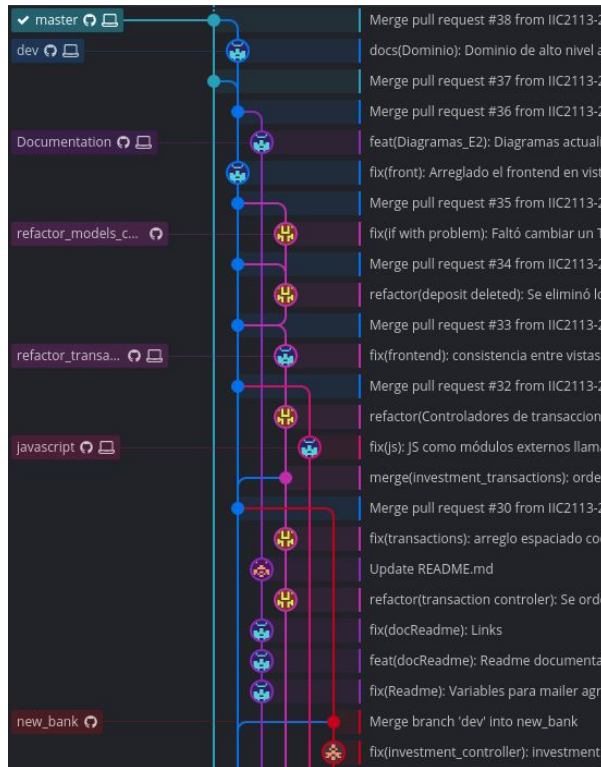 master Merge pull request #38 from IIC2113-2
dev docs(Dominio): Dominio de alto nivel a
Merge pull request #37 from IIC2113-2
Merge pull request #36 from IIC2113-2
Documentation feat(Diagramas_E2): Diagramas actuali
fix(front): Arreglado el frontend en vist
Merge pull request #35 from IIC2113-2
refactor_models_c... fix(if with problem): Faltó cambiar un T
Merge pull request #34 from IIC2113-2
refactor(deposit deleted): Se eliminó lo
Merge pull request #33 from IIC2113-2
refactor_transa... fix(frontend): consistencia entre vistas
Merge pull request #32 from IIC2113-2
refactor(Controladores de transaccion
javascript fix(js): JS como módulos externos llama
merge(investment_transactions): orde
Merge pull request #30 from IIC2113-2
fix(transactions): arreglo espaciado co
Update README.md
refactor(transaction controler): Se orde
fix(docReadme): Links
feat(docReadme): Readme documenta
fix(Readme): Variables para mailer agr
new_bank Merge branch 'dev' into new_bank
fix(investment_controller): investment